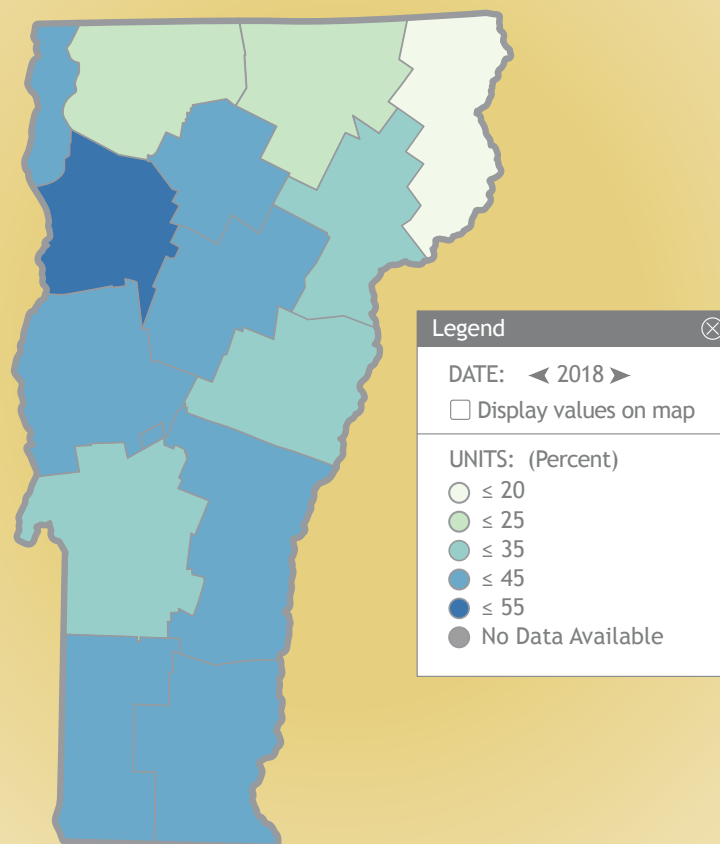 Legend
DATE: 2018
Display values on map
UNITS: (Percent)
≤ 20
≤ 25
≤ 35
≤ 45
≤ 55
No Data Available